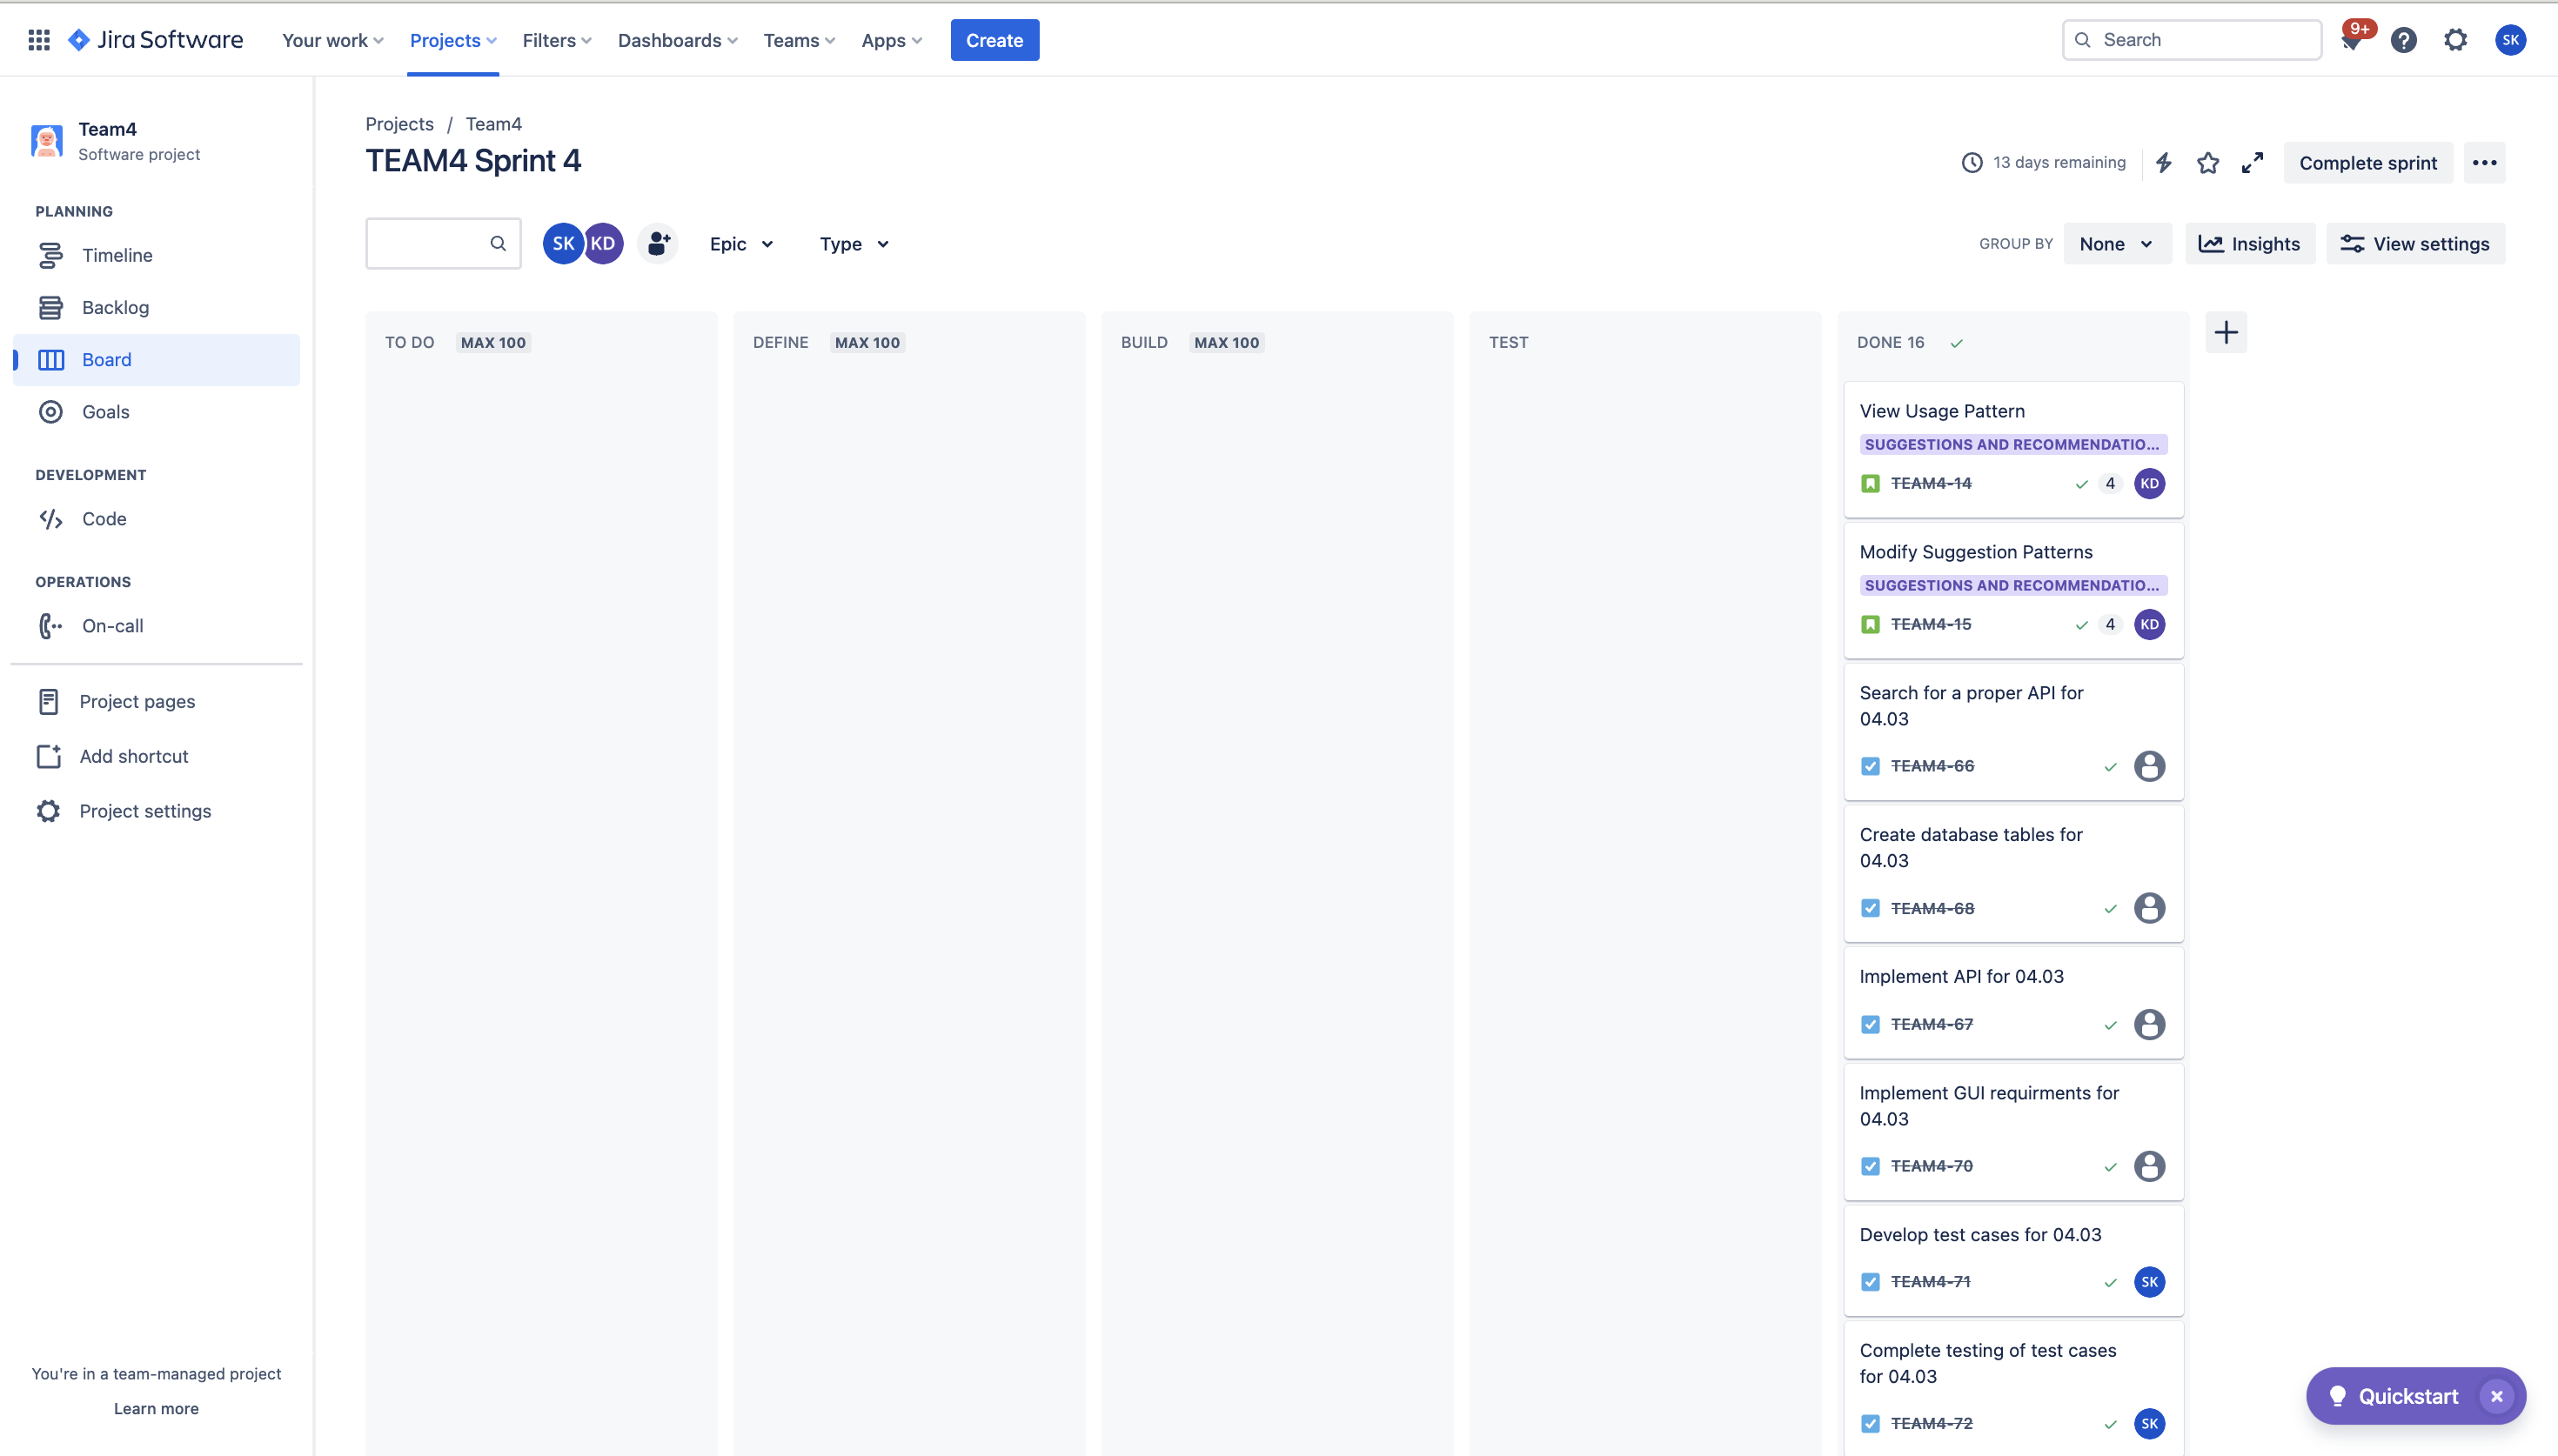 Jira Software
Your work
Projects
Filters
Dashboards
Teams
Apps
Create
Search
9+
SK
Team4
Software project
PLANNING
Timeline
Backlog
Board
Goals
DEVELOPMENT
Code
OPERATIONS
On-call
Project pages
Add shortcut
Project settings
You're in a team-managed project
Learn more
Projects / Team4
TEAM4 Sprint 4
13 days remaining
Complete sprint
SK
KD
Epic
Type
GROUP BY
None
Insights
View settings
TO DO MAX 100
DEFINE MAX 100
BUILD MAX 100
TEST
DONE 16
View Usage Pattern
SUGGESTIONS AND RECOMMENDATIO...
TEAM4-14 4 KD
Modify Suggestion Patterns
SUGGESTIONS AND RECOMMENDATIO...
TEAM4-15 4 KD
Search for a proper API for
04.03
TEAM4-66
Create database tables for
04.03
TEAM4-68
Implement API for 04.03
TEAM4-67
Implement GUI requirments for
04.03
TEAM4-70
Develop test cases for 04.03
TEAM4-71 SK
Complete testing of test cases
for 04.03
TEAM4-72 SK
Quickstart